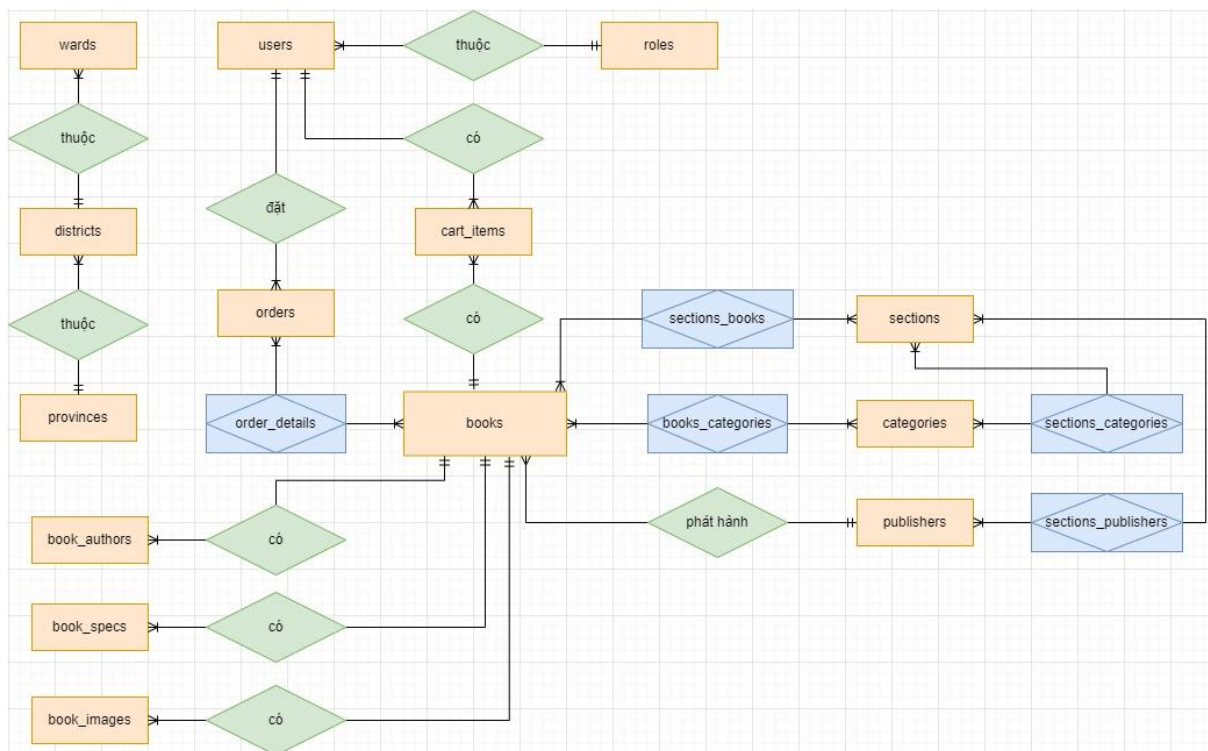 wards
users
thuộc
roles
thuộc
có
đặt
districts
cart_items
thuộc
orders
có
sections_books
sections
provinces
order_details
books
books_categories
categories
sections_categories
phát hành
publishers
sections_publishers
book_authors
có
book_specs
có
book_images
có